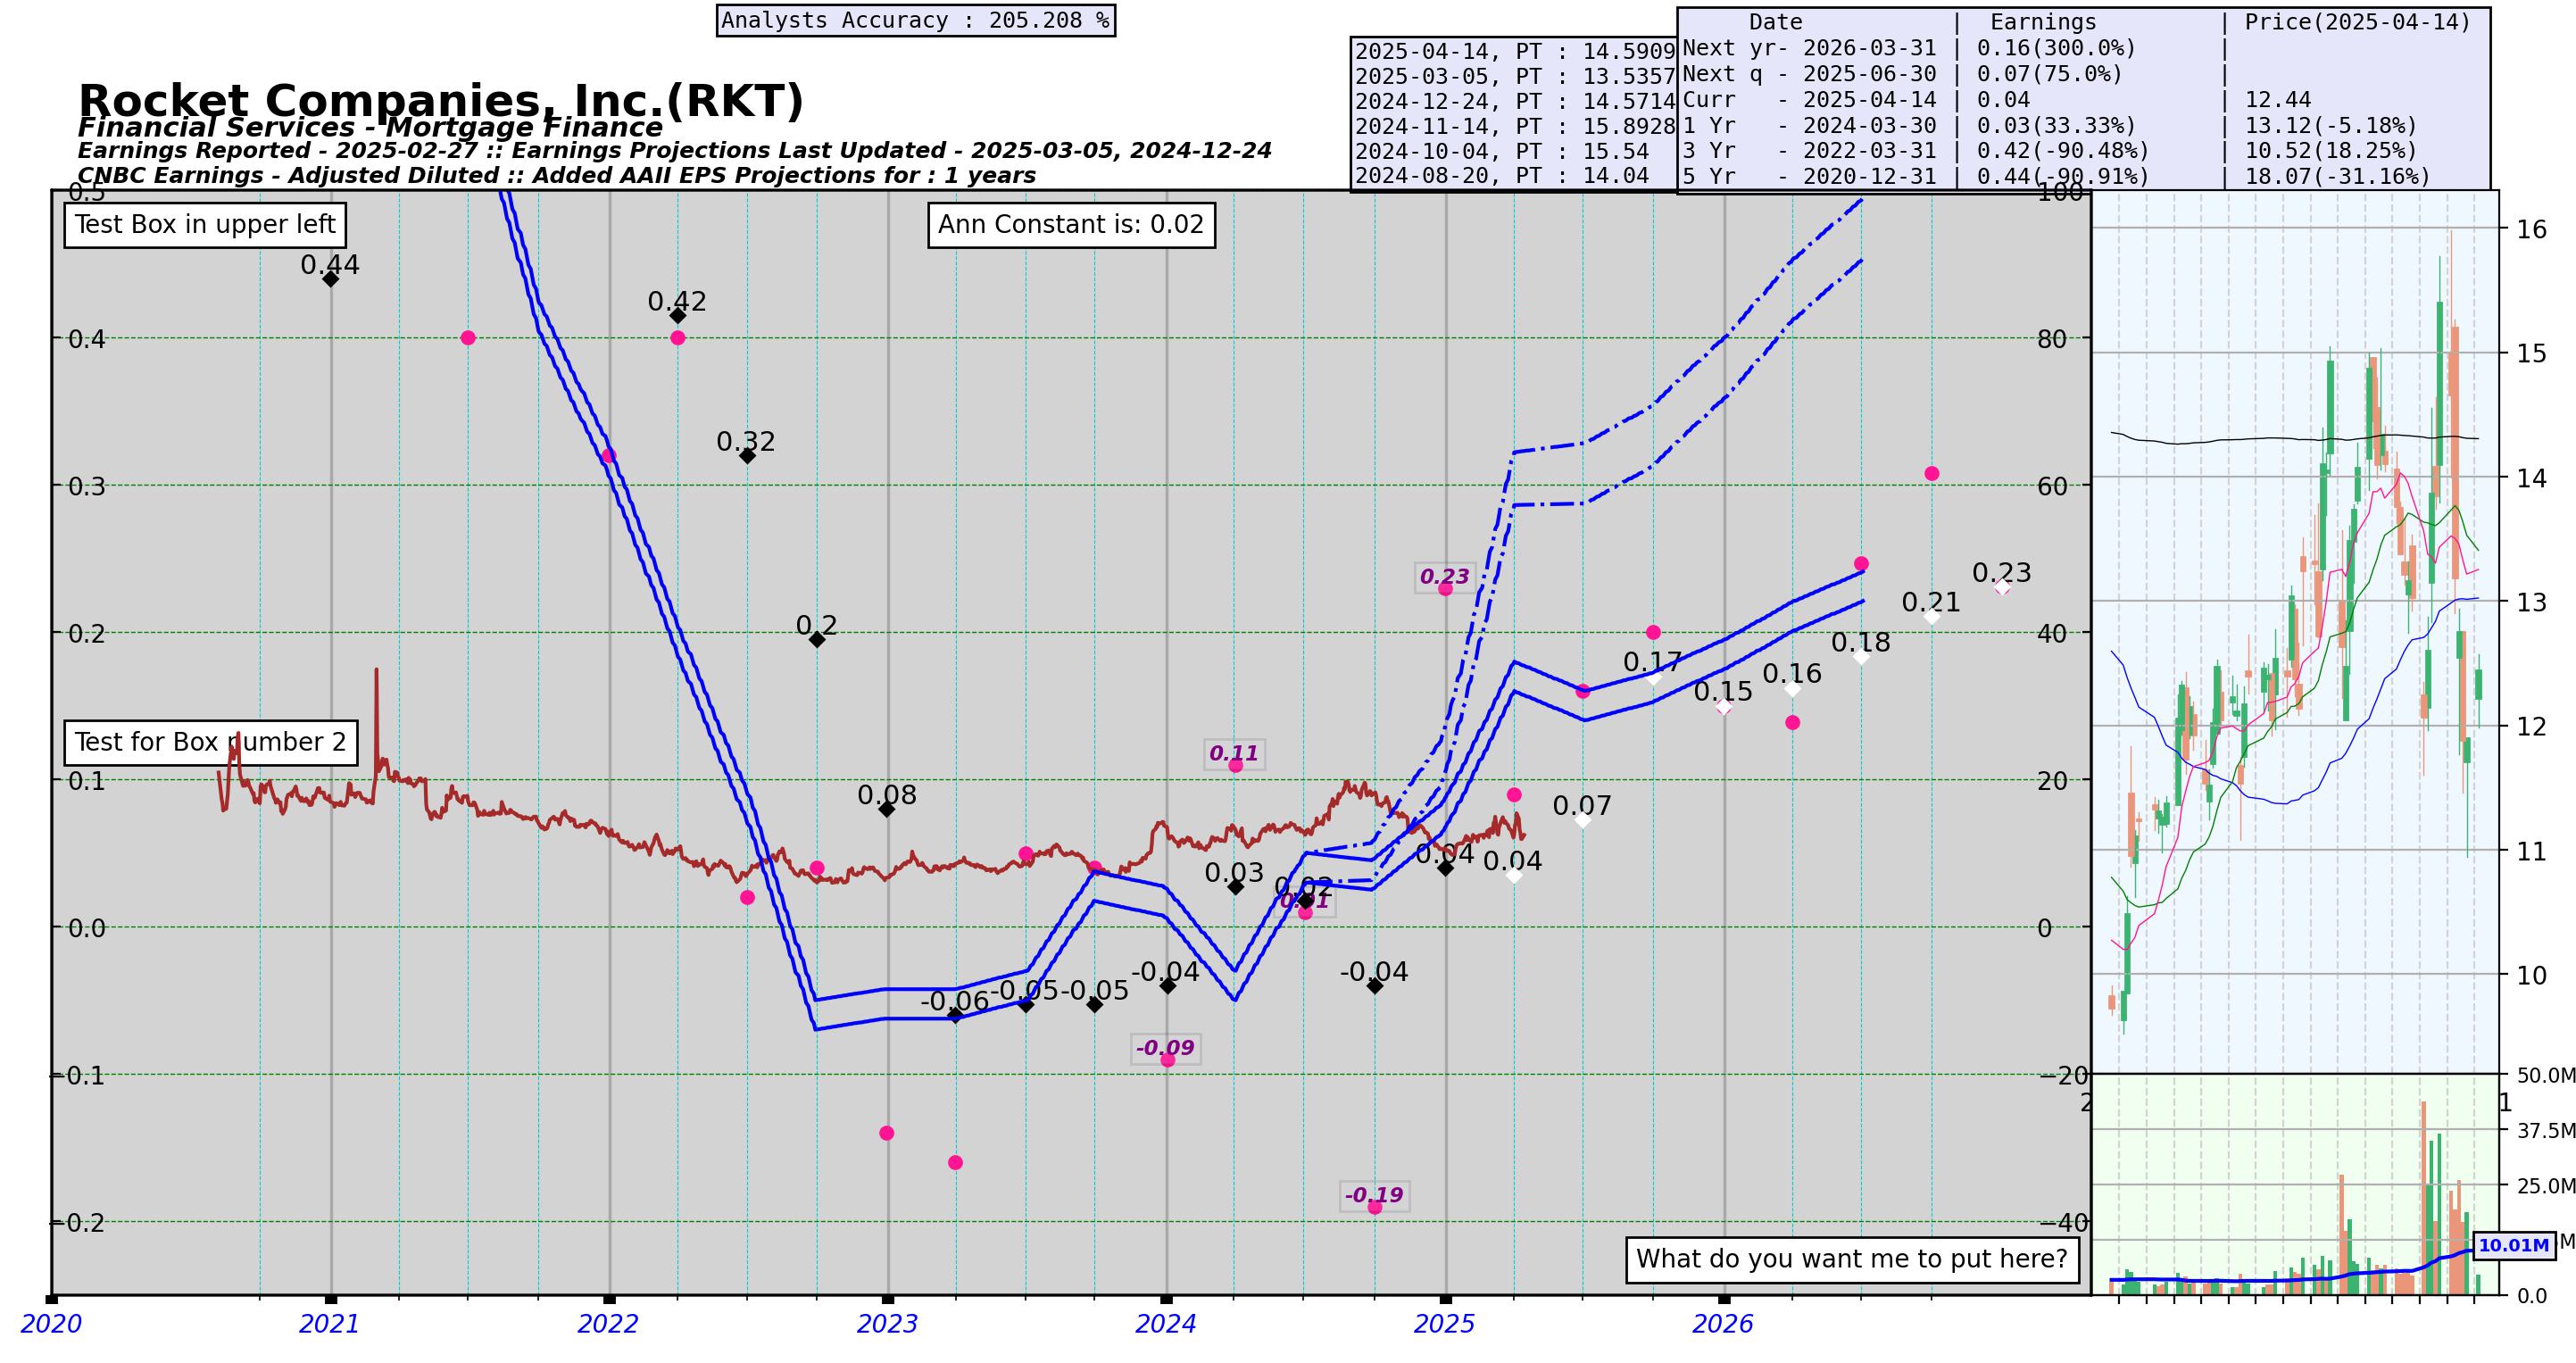 Analysts Accuracy : 205.208 %
Date | Earnings | Price(2025-04-14)
Next yr- 2026-03-31 | 0.16(300.0%) |
Next q - 2025-06-30 | 0.07(75.0%) |
Curr - 2025-04-14 | 0.04 | 12.44
1 Yr - 2024-03-30 | 0.03(33.33%) | 13.12(-5.18%)
3 Yr - 2022-03-31 | 0.42(-90.48%) | 10.52(18.25%)
5 Yr - 2020-12-31 | 0.44(-90.91%) | 18.07(-31.16%)
2025-04-14, PT : 14.5909
2025-03-05, PT : 13.5357
2024-12-24, PT : 14.5714
2024-11-14, PT : 15.8928
2024-10-04, PT : 15.54
2024-08-20, PT : 14.04
Rocket Companies, Inc.(RKT)
Financial Services - Mortgage Finance
Earnings Reported - 2025-02-27 :: Earnings Projections Last Updated - 2025-03-05, 2024-12-24
CNBC Earnings - Adjusted Diluted :: Added AAII EPS Projections for : 1 years
Test Box in upper left
Ann Constant is: 0.02
Test for Box number 2
What do you want me to put here?
0.5
0.4
0.3
0.2
0.1
0.0
−0.1
−0.2
0.44
0.42
0.32
0.2
0.08
-0.06
-0.05
-0.05
-0.04
-0.09
0.11
0.03
0.02
0.01
-0.04
-0.19
0.23
0.04
0.04
0.07
0.17
0.15
0.16
0.18
0.21
0.23
100
80
60
40
20
0
−20
−40
16
15
14
13
12
11
10
50.0M
37.5M
25.0M
10.01M
0.0
2020
2021
2022
2023
2024
2025
2026